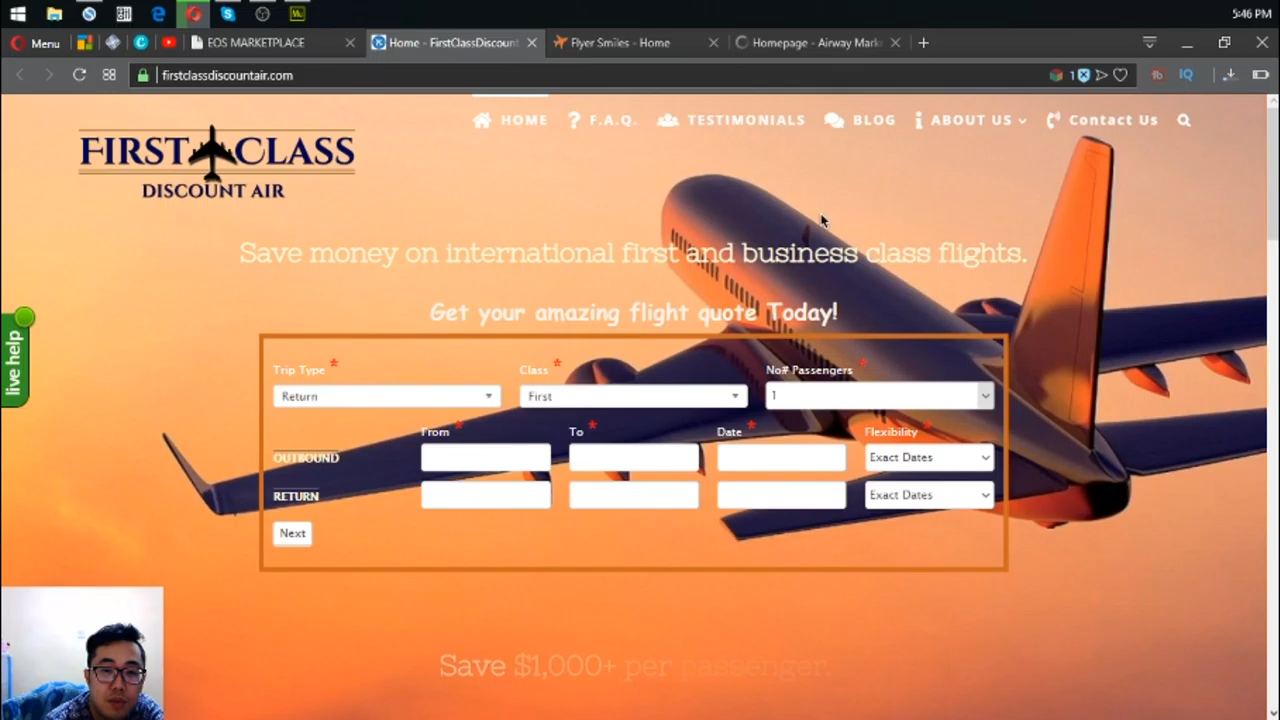 5:46 PM
Menu
EOS MARKETPLACE
Home - FirstClassDiscount
Flyer Smiles - Home
Homepage - Airway Mark
firstclassdiscountair.com
1
IQ
FIRST CLASS
DISCOUNT AIR
HOME
F.A.Q.
TESTIMONIALS
BLOG
ABOUT US
Contact Us
Save money on international first and business class flights.
Get your amazing flight quote Today!
live help
Trip Type *
Class *
No# Passengers *
Return
First
1
From *
To *
Date *
Flexibility *
OUTBOUND
Exact Dates
RETURN
Exact Dates
Next
Save $1,000+ per passenger.